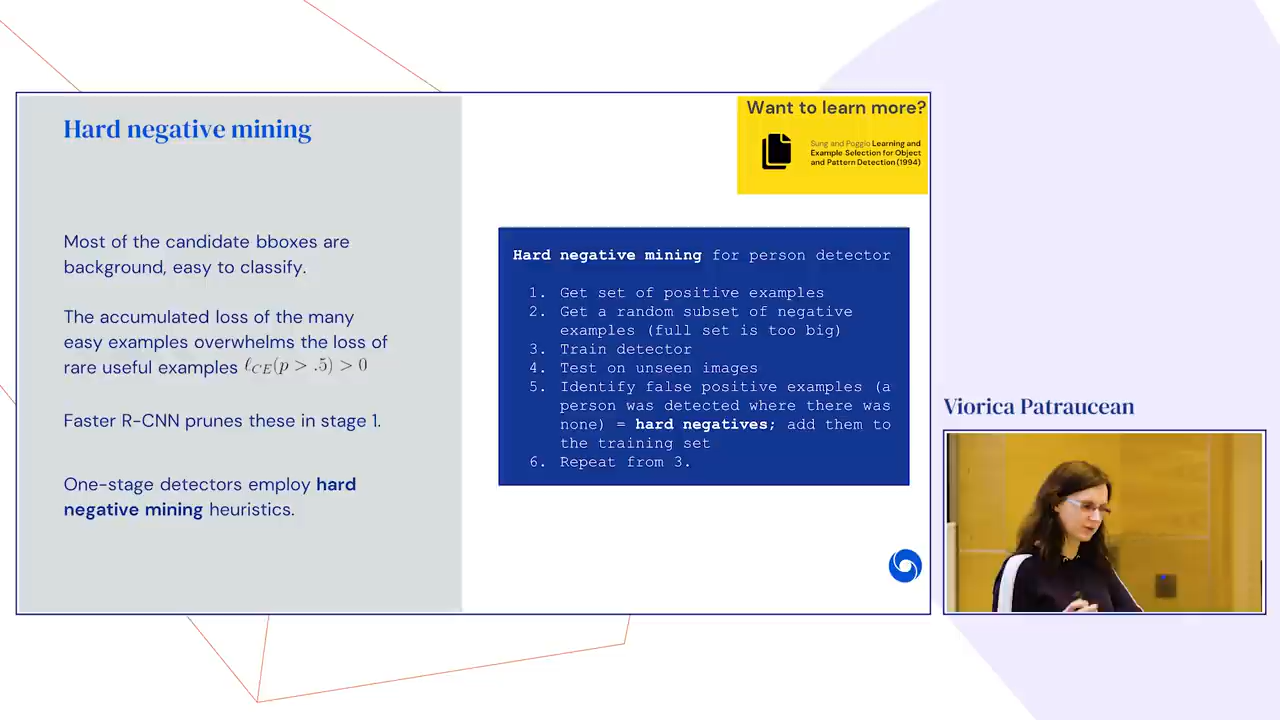 Hard negative mining
Most of the candidate bboxes are
background, easy to classify.
The accumulated loss of the many
easy examples overwhelms the loss of
rare useful examples ℓ_CE(p > .5) > 0
Faster R-CNN prunes these in stage 1.
One-stage detectors employ hard
negative mining heuristics.
Want to learn more?
Sung and Poggio Learning and
Example Selection for Object
and Pattern Detection (1994)
Hard negative mining for person detector
1. Get set of positive examples
2. Get a random subset of negative
examples (full set is too big)
3. Train detector
4. Test on unseen images
5. Identify false positive examples (a
person was detected where there was
none) = hard negatives; add them to
the training set
6. Repeat from 3.
Viorica Patraucean